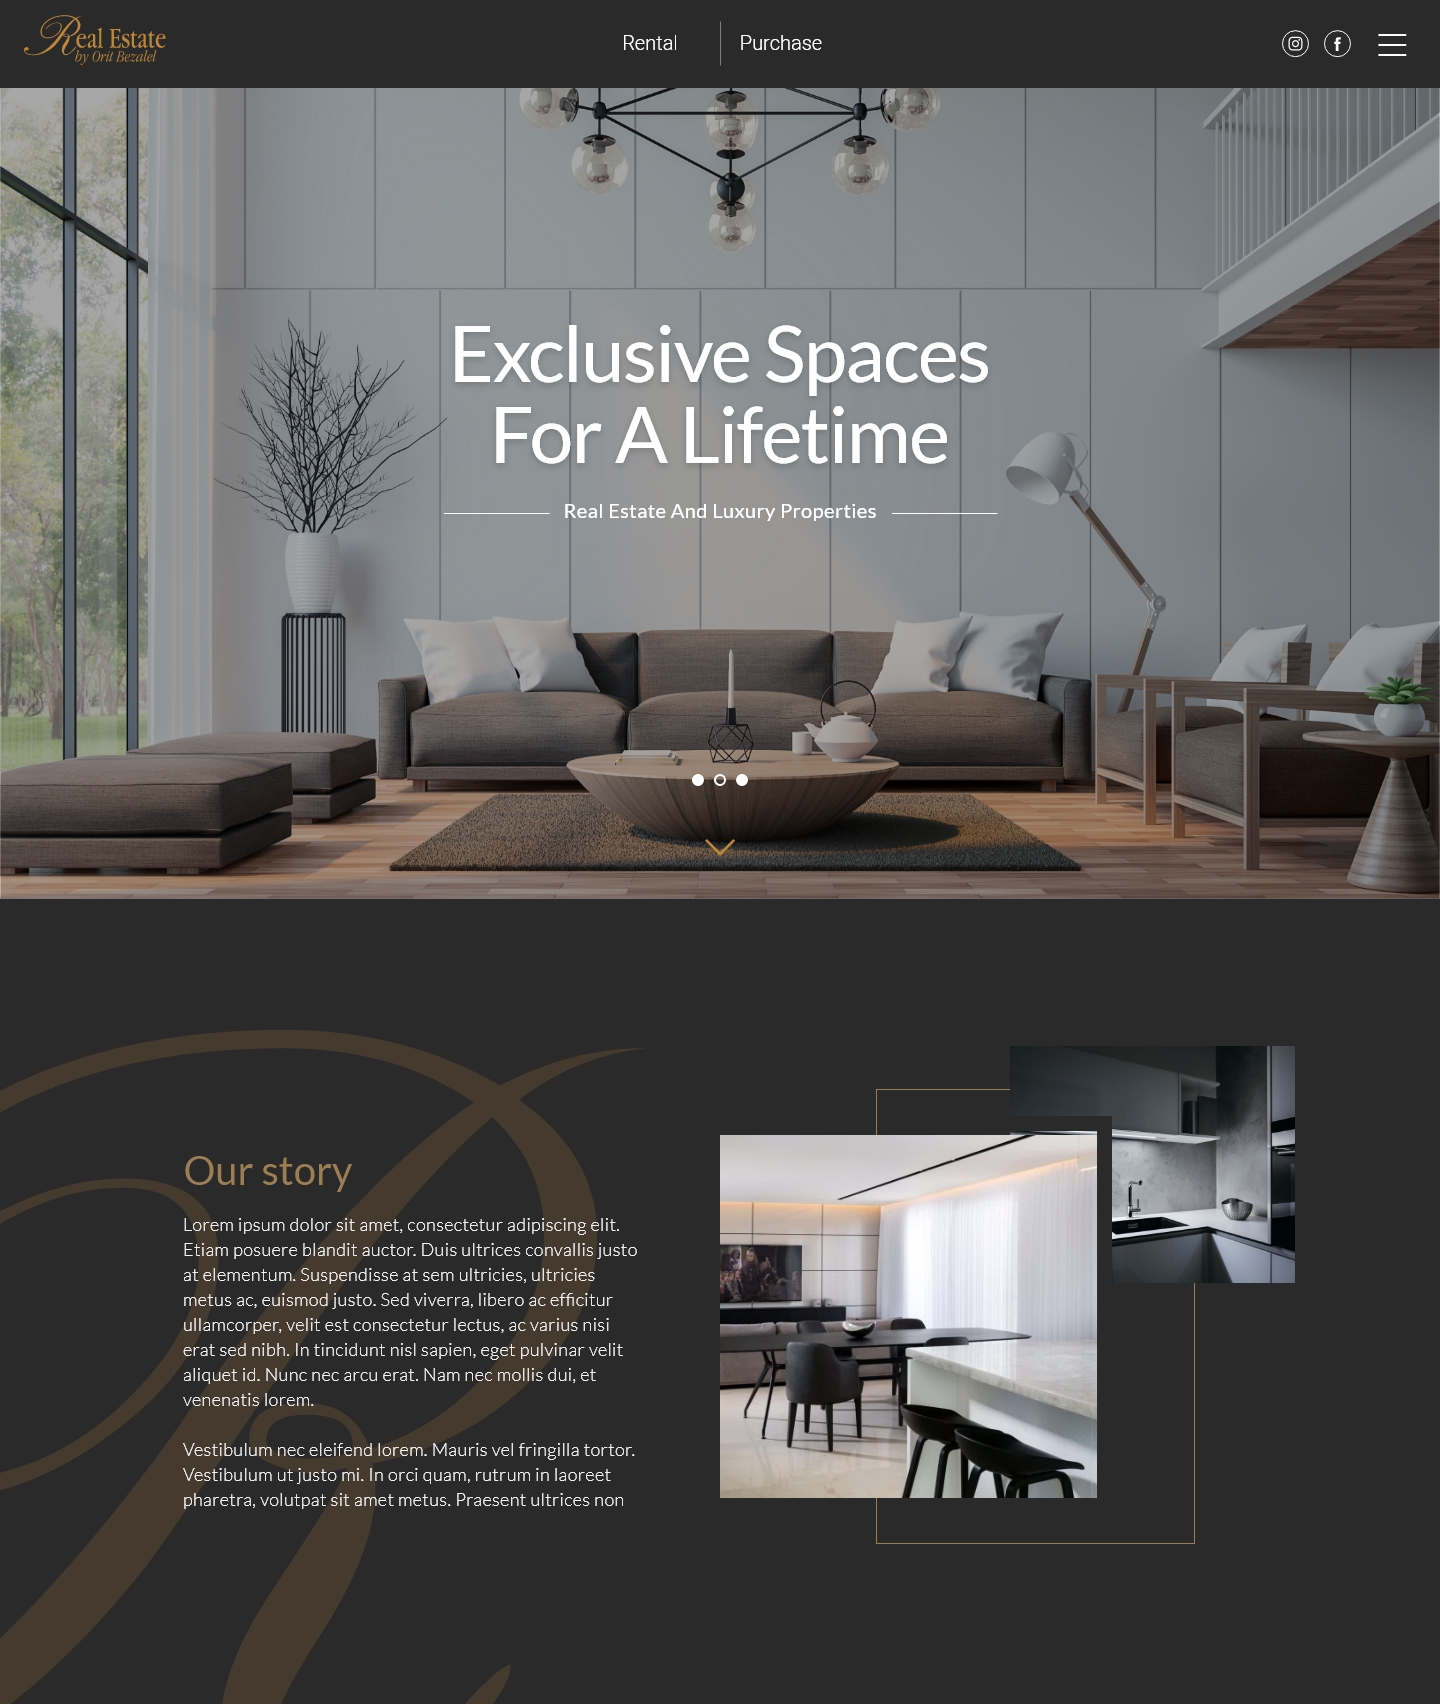 Real Estate
by Orit Bezalel
Rental
Purchase
Exclusive Spaces
For A Lifetime
Real Estate And Luxury Properties
Our story
Lorem ipsum dolor sit amet, consectetur adipiscing elit.
Etiam posuere blandit auctor. Duis ultrices convallis justo
at elementum. Suspendisse at sem ultricies, ultricies
metus ac, euismod justo. Sed viverra, libero ac efficitur
ullamcorper, velit est consectetur lectus, ac varius nisi
erat sed nibh. In tincidunt nisl sapien, eget pulvinar velit
aliquet id. Nunc nec arcu erat. Nam nec mollis dui, et
venenatis lorem.
Vestibulum nec eleifend lorem. Mauris vel fringilla tortor.
Vestibulum ut justo mi. In orci quam, rutrum in laoreet
pharetra, volutpat sit amet metus. Praesent ultrices non